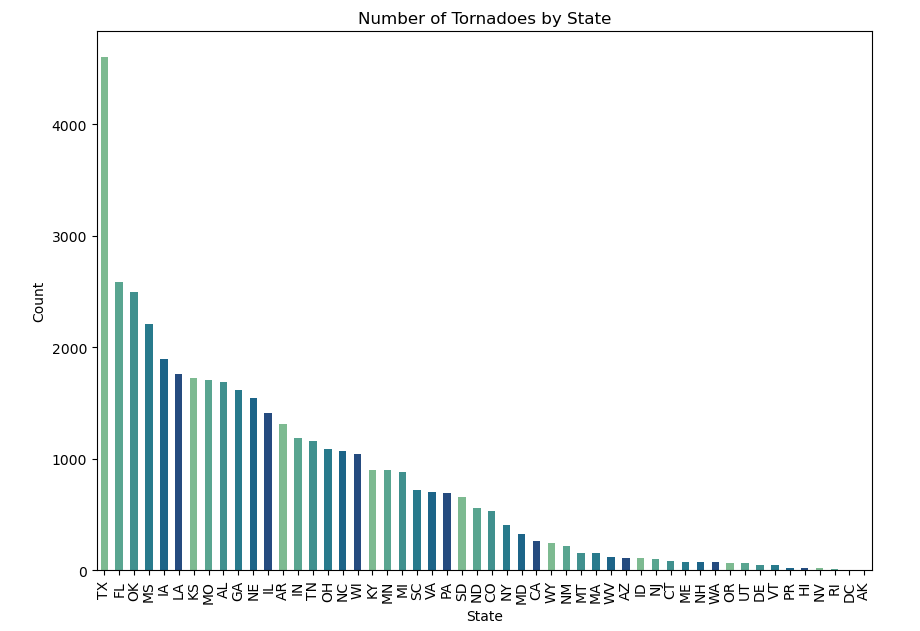 Number of Tornadoes by State
Count
4000
3000
2000
1000
0
TX FL OK MS IA LA KS MO AL GA NE IL AR IN TN OH NC WI KY MN MI SC VA PA SD ND CO NY MD CA WY NM MT MA WV AZ ID NJ CT ME NH WA OR UT DE VT PR HI NV RI DC AK
State